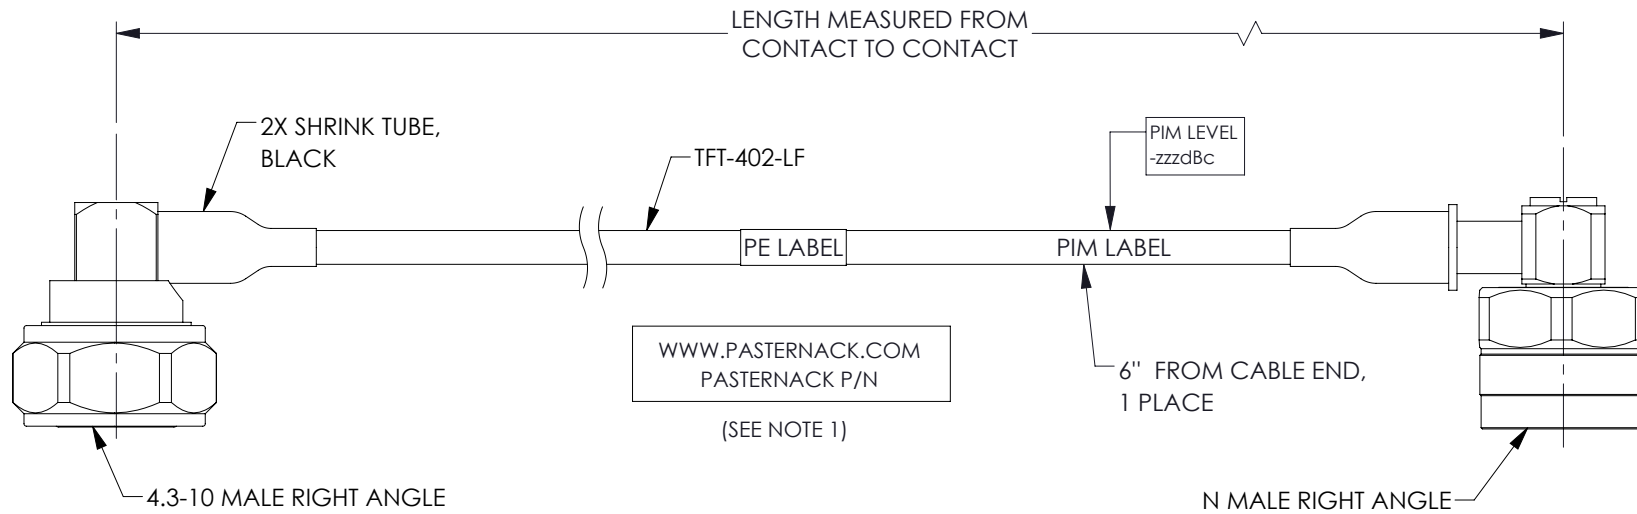 LENGTH MEASURED FROM
CONTACT TO CONTACT
2X SHRINK TUBE,
BLACK
TFT-402-LF
PIM LEVEL
-zzzdBc
PE LABEL
PIM LABEL
WWW.PASTERNACK.COM
PASTERNACK P/N
(SEE NOTE 1)
6" FROM CABLE END,
1 PLACE
4.3-10 MALE RIGHT ANGLE
N MALE RIGHT ANGLE